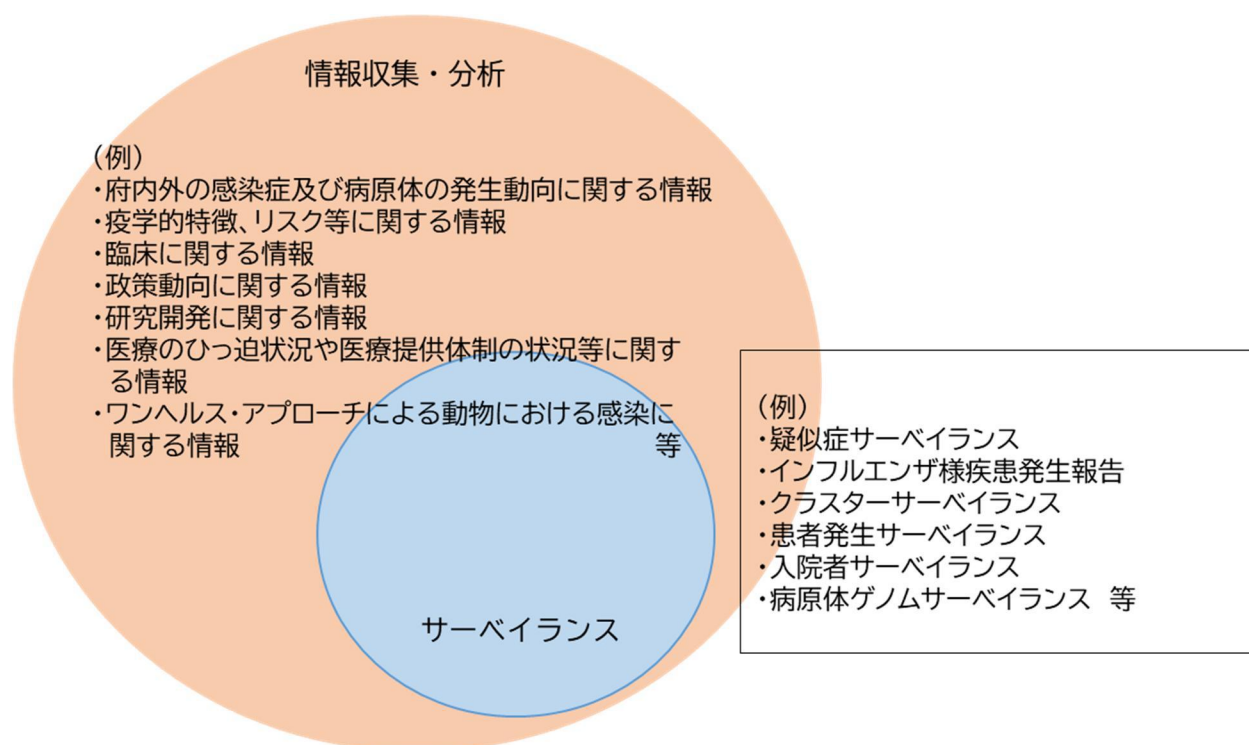 情報収集・分析
（例）
・府内外の感染症及び病原体の発生動向に関する情報
・疫学的特徴、リスク等に関する情報
・臨床に関する情報
・政策動向に関する情報
・研究開発に関する情報
・医療のひっ迫状況や医療提供体制の状況等に関す
る情報
・ワンヘルス・アプローチによる動物における感染に
関する情報 等
サーベイランス
（例）
・疑似症サーベイランス
・インフルエンザ様疾患発生報告
・クラスターサーベイランス
・患者発生サーベイランス
・入院者サーベイランス
・病原体ゲノムサーベイランス 等